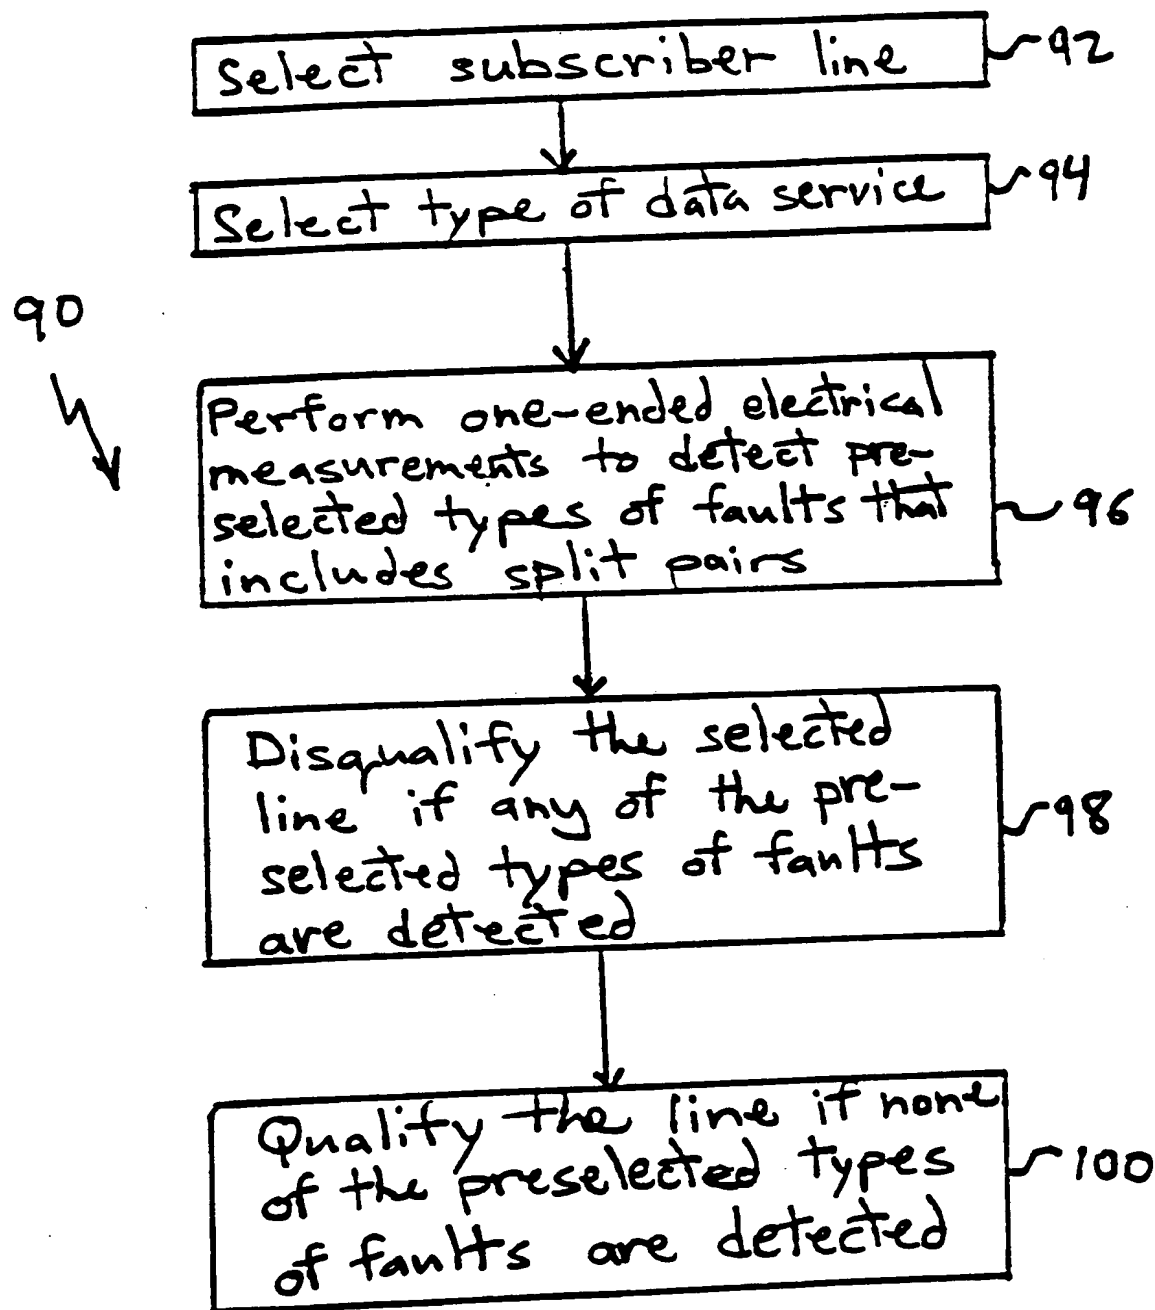 Select subscriber line
92
Select type of data service
94
90
Perform one-ended electrical
measurements to detect pre-
selected types of faults that
includes split pairs
96
Disqualify the selected
line if any of the pre-
selected types of faults
are detected
98
Qualify the line if none
of the preselected types
of faults are detected
100